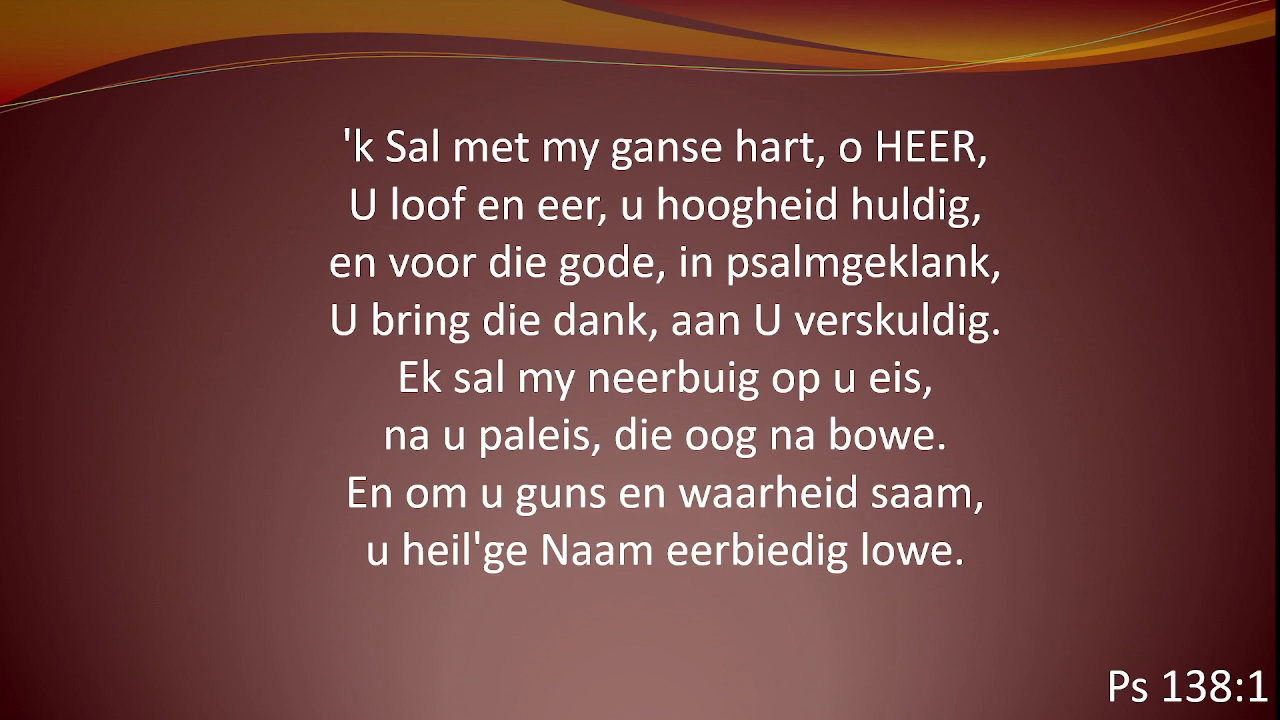 'k Sal met my ganse hart, o HEER,
U loof en eer, u hoogheid huldig,
en voor die gode, in psalmgeklank,
U bring die dank, aan U verskuldig.
Ek sal my neerbuig op u eis,
na u paleis, die oog na bowe.
En om u guns en waarheid saam,
u heil'ge Naam eerbiedig lowe.
Ps 138:1